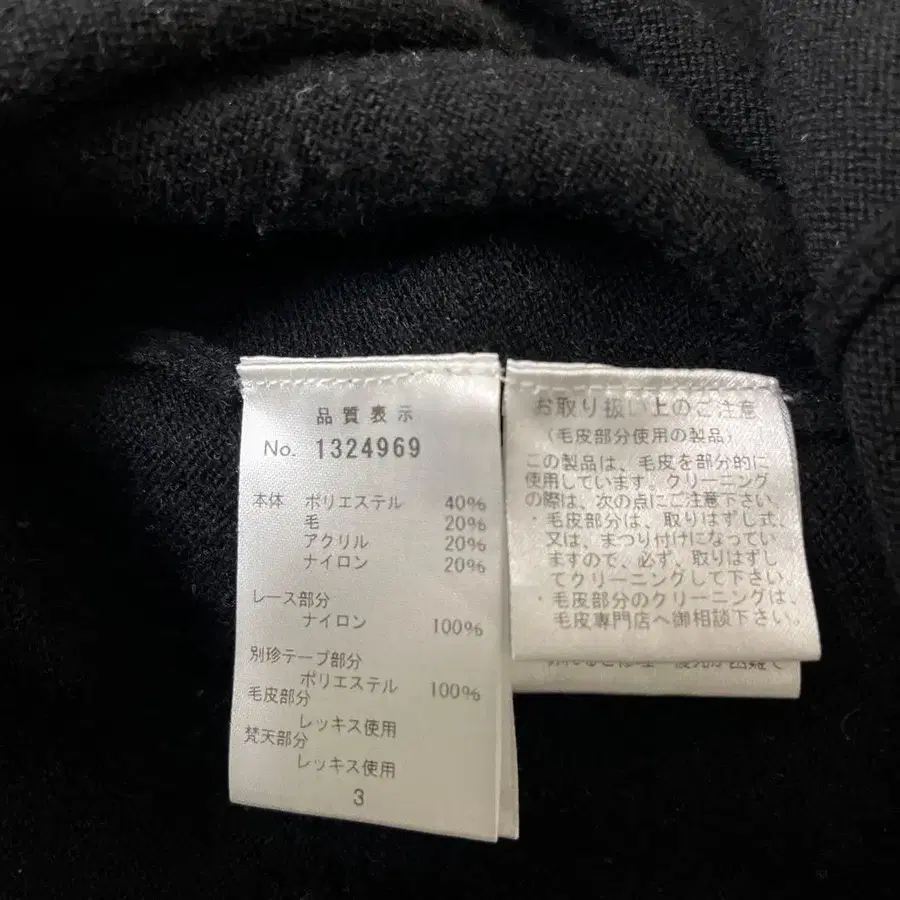 品質表示
No. 1324969
本体 ポリエステル 40%
毛 20%
アクリル 20%
ナイロン 20%
レース部分
ナイロン 100%
別珍テープ部分
ポリエステル 100%
毛皮部分
レッキス使用
梵天部分
レッキス使用
3
お取り扱い上のご注意
(毛皮部分使用の製品)
この製品は、毛皮を部分的に
使用しています。クリーニング
の際は、次の点にご注意下さい。
・毛皮部分は、取りはずし式、
又は、まつり付けになってい
ますので、必ず、取りはずし
てクリーニングして下さい
・毛皮部分のクリーニングは、
毛皮専門店へ御相談下さい。